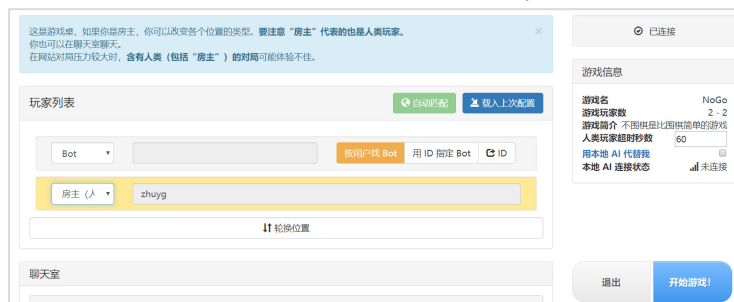 这是游戏桌，如果你是房主，你可以改变各个位置的类型。要注意“房主”代表的也是人类玩家。
×
你也可以在聊天室聊天。
在网站对局压力较大时，含有人类（包括“房主”）的对局可能体验不佳。
玩家列表
自动匹配
载入上次配置
Bot
按用户找 Bot
用 ID 指定 Bot
ID
房主 (人
zhuyg
轮换位置
聊天室
已连接
游戏信息
游戏名 NoGo
游戏玩家数 2 - 2
游戏简介 不围棋是比围棋简单的游戏
人类玩家超时秒数 60
用本地 AI 代替我
本地 AI 连接状态 未连接
退出
开始游戏!